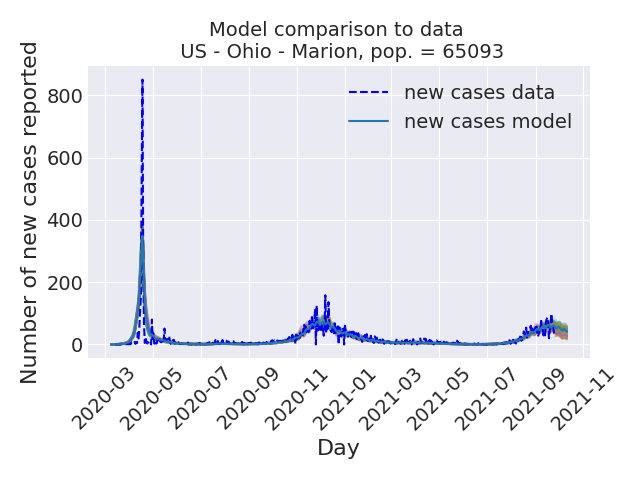 Model comparison to data
US - Ohio - Marion, pop. = 65093
Number of new cases reported
800
600
400
200
0
new cases data
new cases model
2020-03
2020-05
2020-07
2020-09
2020-11
2021-01
2021-03
2021-05
2021-07
2021-09
2021-11
Day